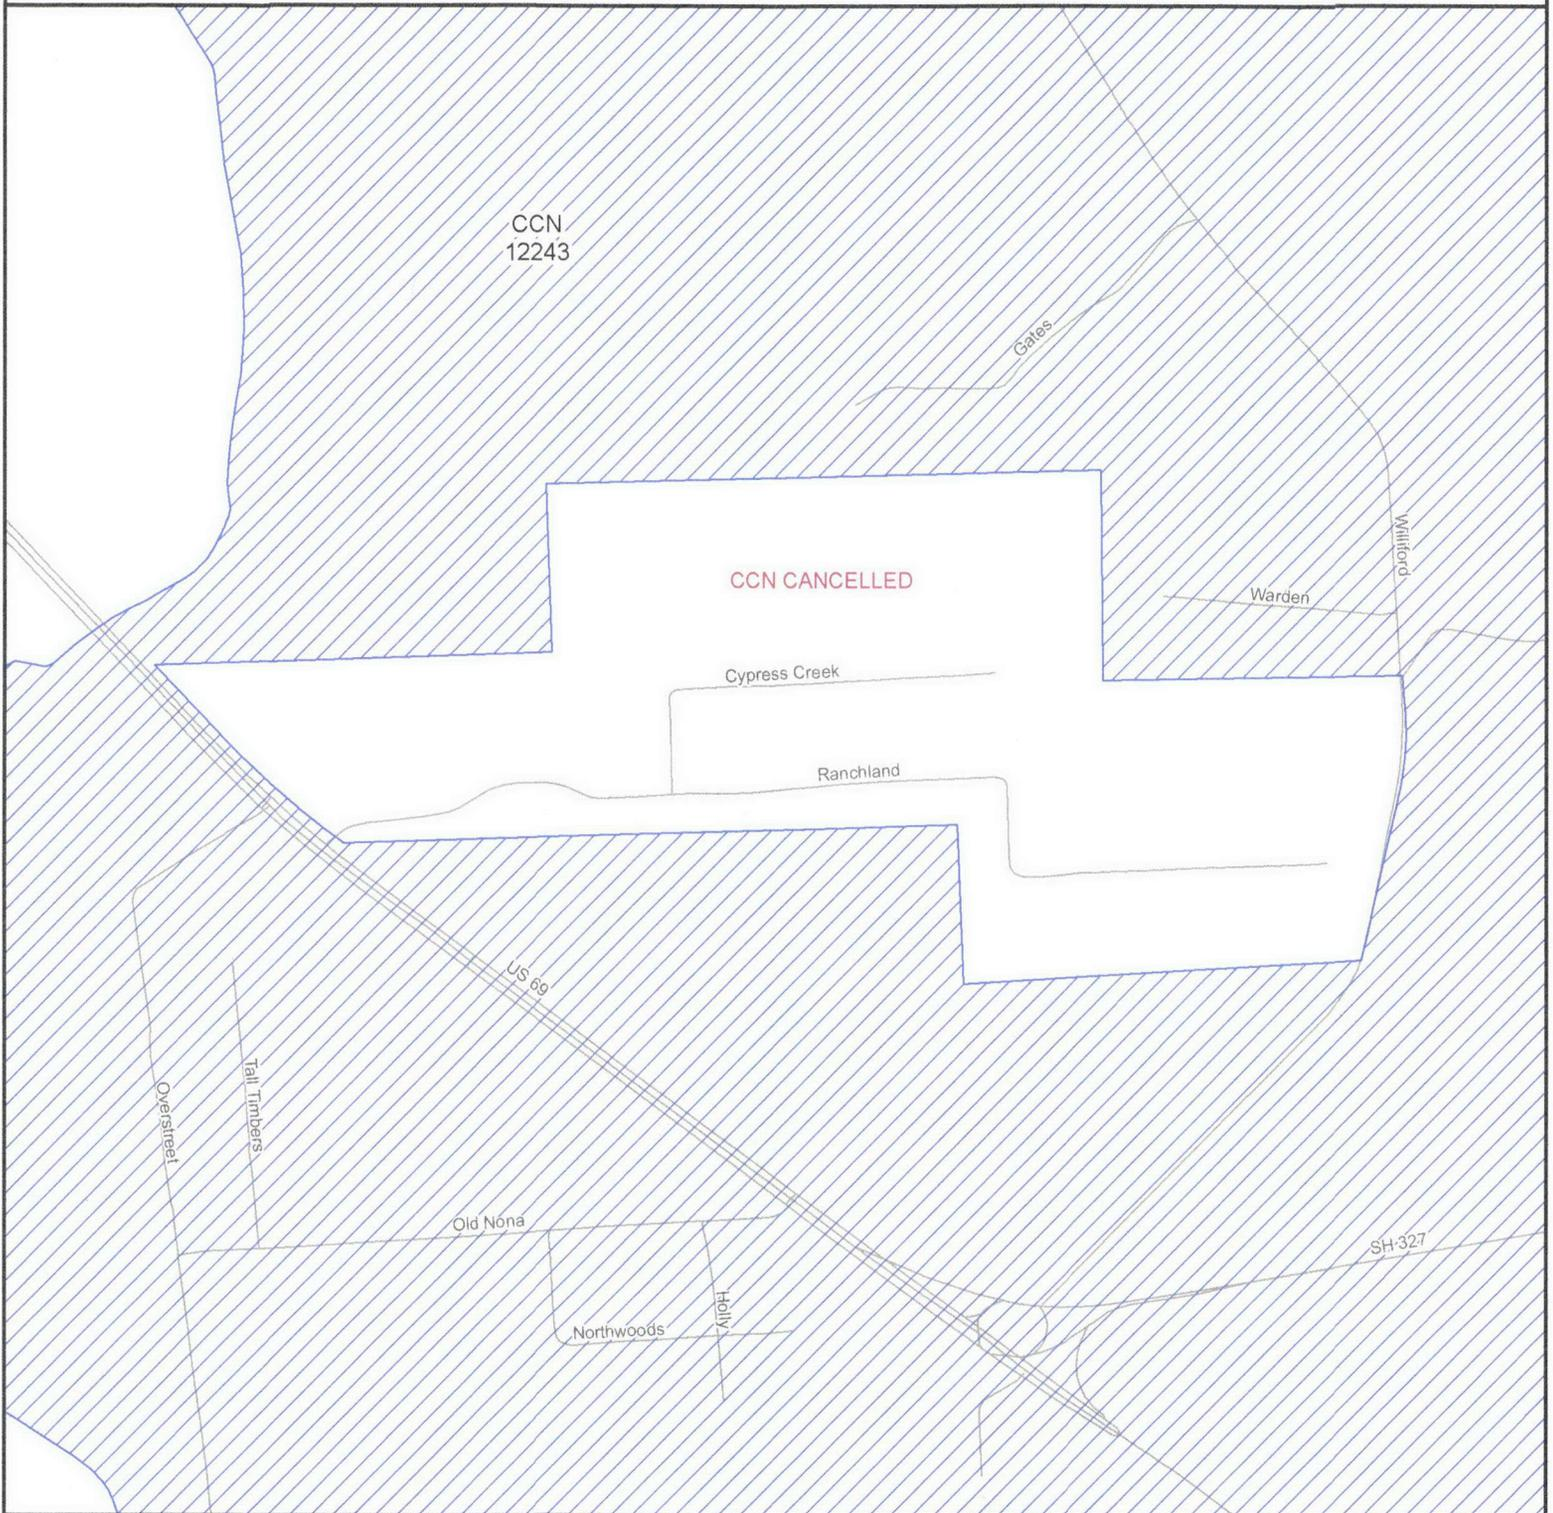 CCN
12243
Gates
Williford
CCN CANCELLED
Warden
Cypress Creek
Ranchland
US 69
Tall Timbers
Overstreet
Old Nona
SH 327
Holly
Northwoods